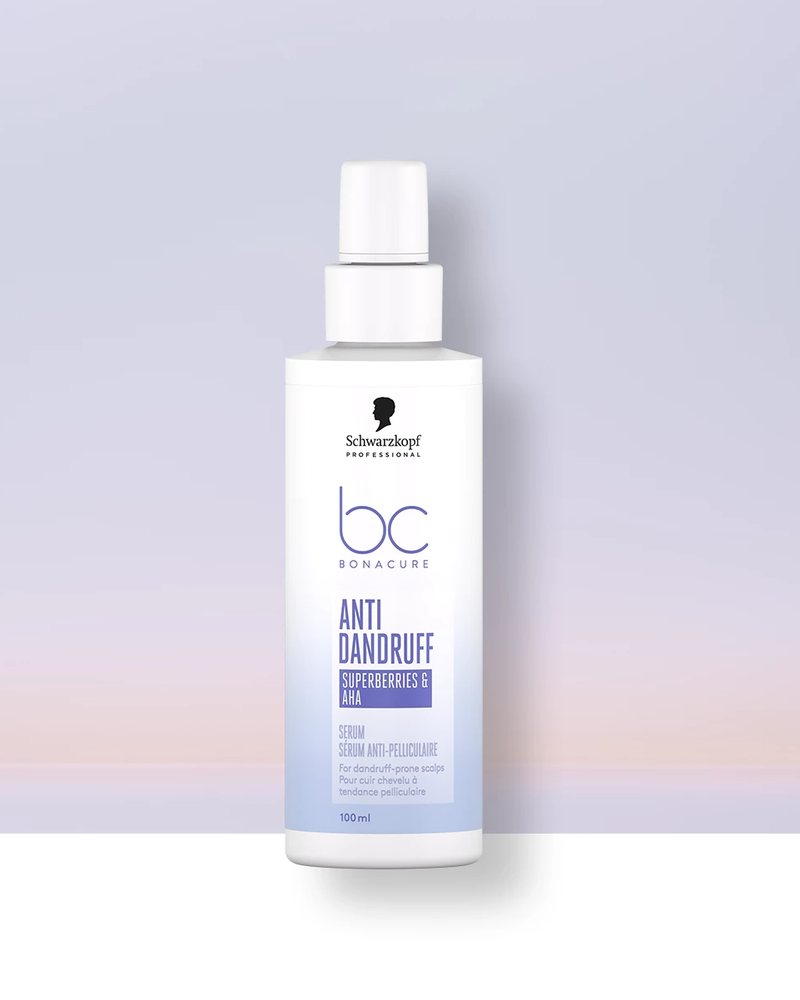 Schwarzkopf
PROFESSIONAL
bc
BONACURE
ANTI
DANDRUFF
SUPERBERRIES &
AHA
SERUM
SÉRUM ANTI-PELLICULAIRE
For dandruff-prone scalps
Pour cuir chevelu à
tendance pelliculaire
100 ml